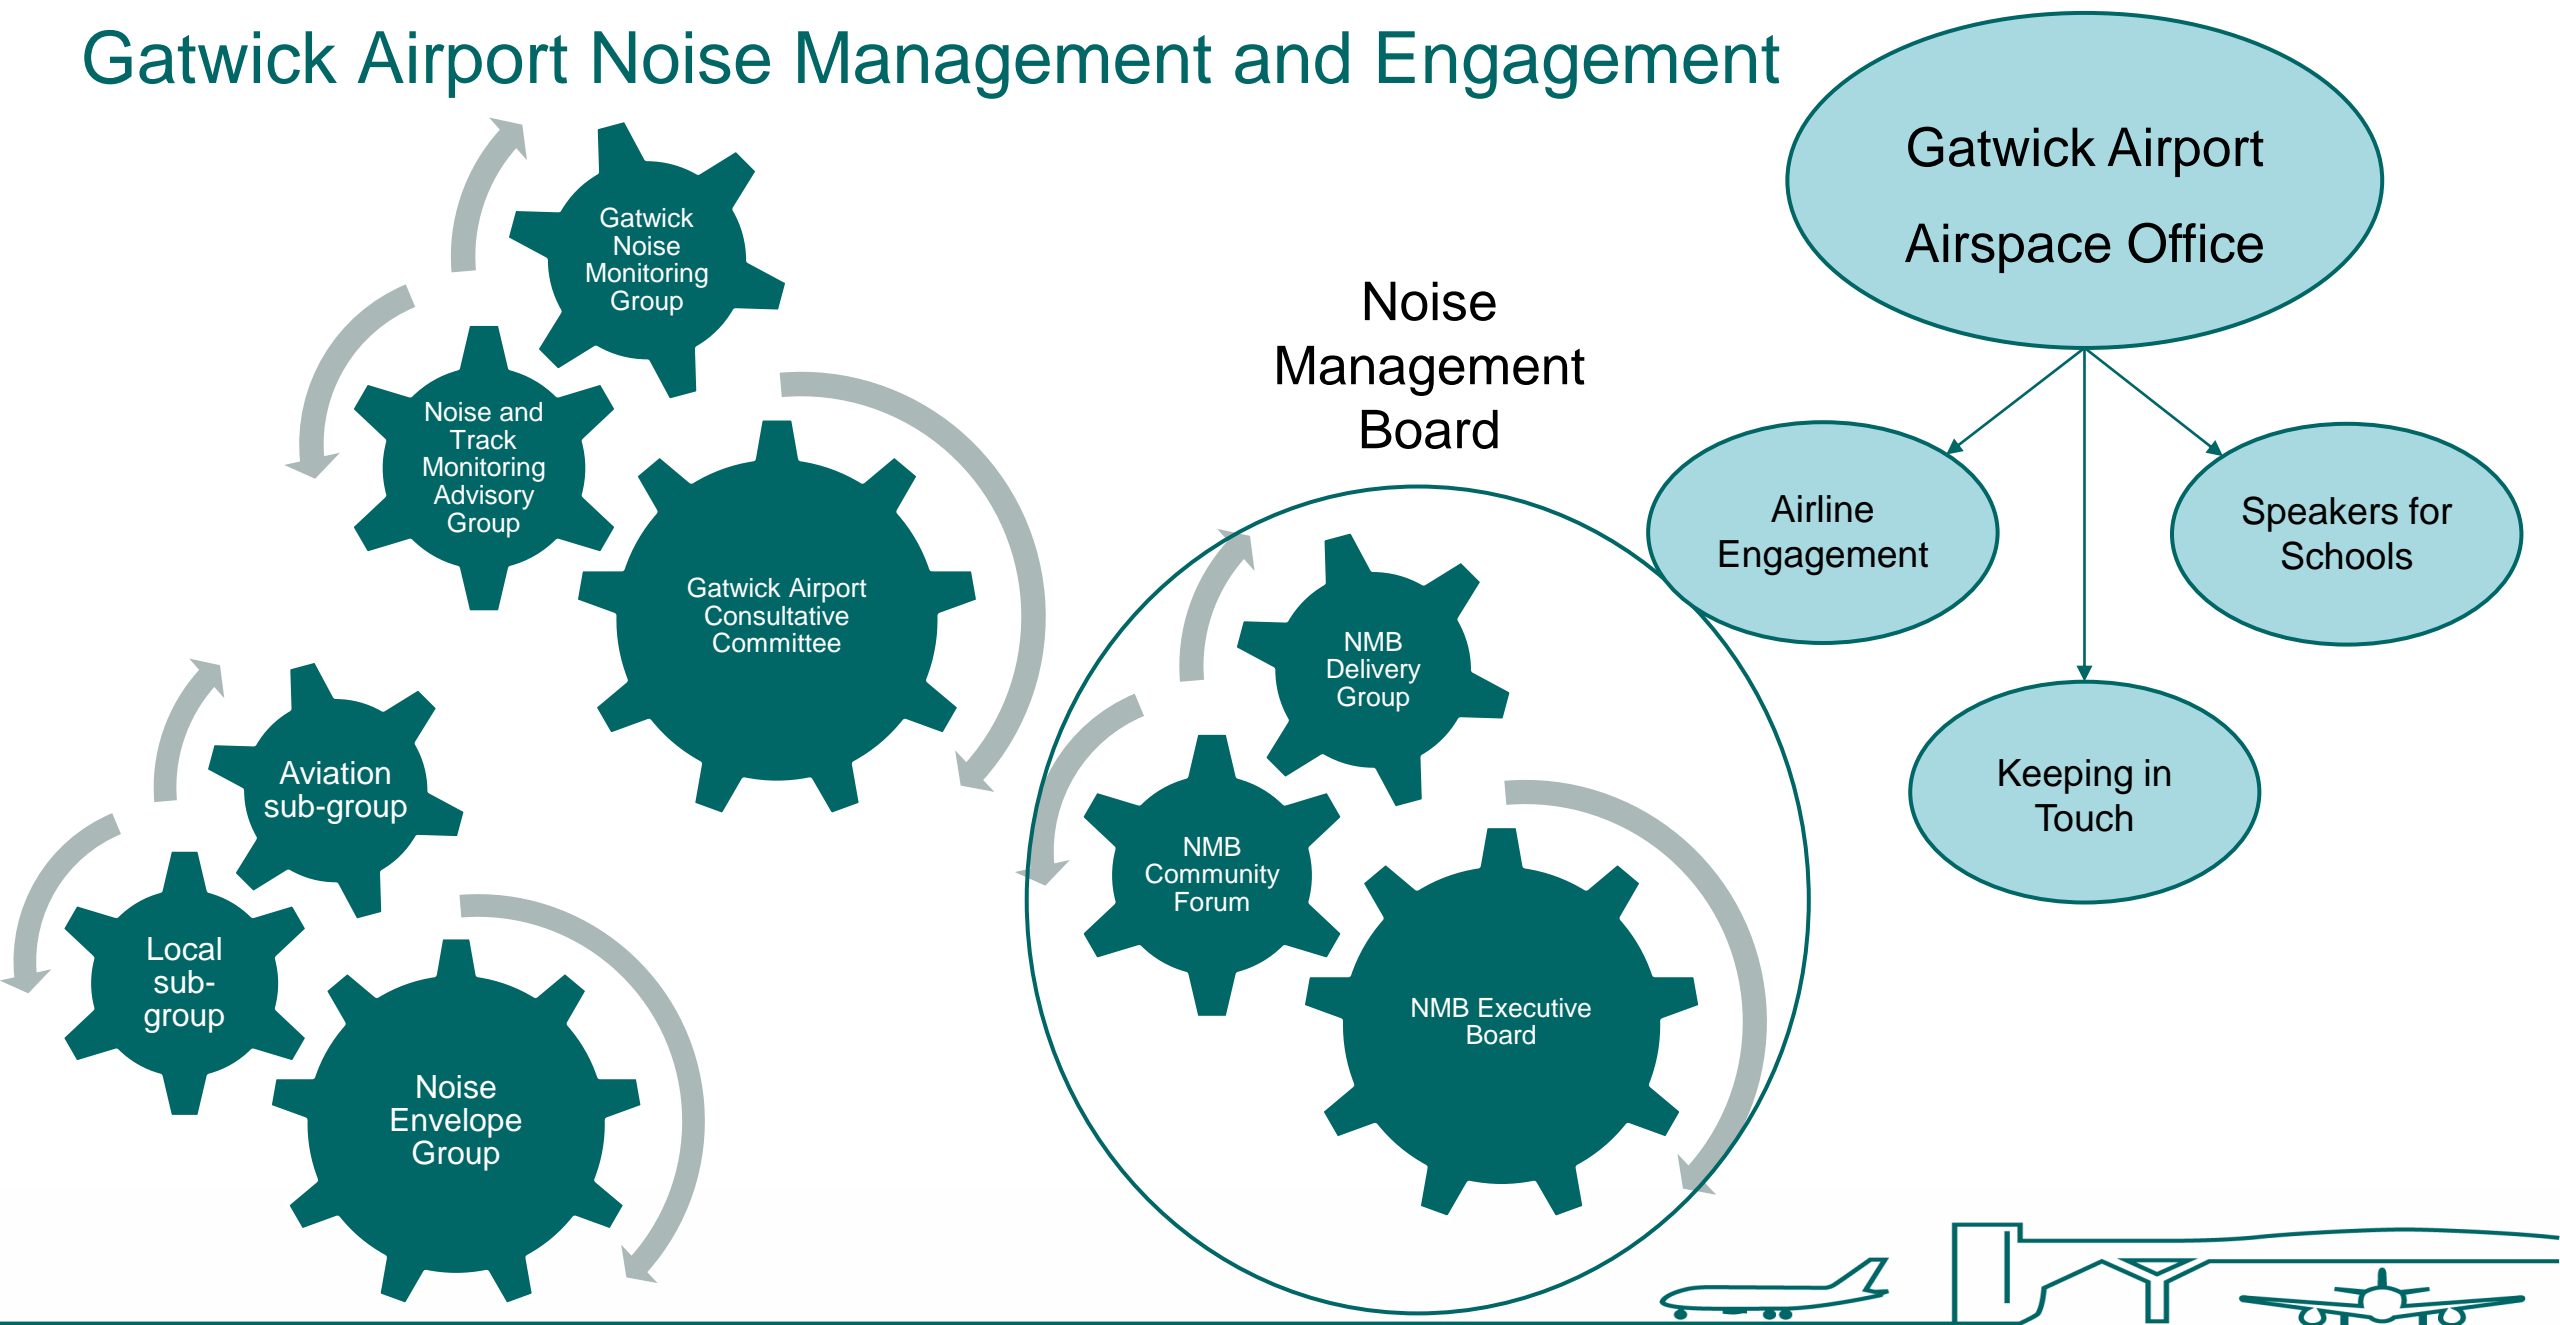 Gatwick Airport Noise Management and Engagement
Gatwick
Noise
Monitoring
Group
Noise and
Track
Monitoring
Advisory
Group
Gatwick Airport
Consultative
Committee
Aviation
sub-group
Local
sub-
group
Noise
Envelope
Group
Noise
Management
Board
NMB
Delivery
Group
NMB
Community
Forum
NMB Executive
Board
Gatwick Airport
Airspace Office
Airline
Engagement
Speakers for
Schools
Keeping in
Touch